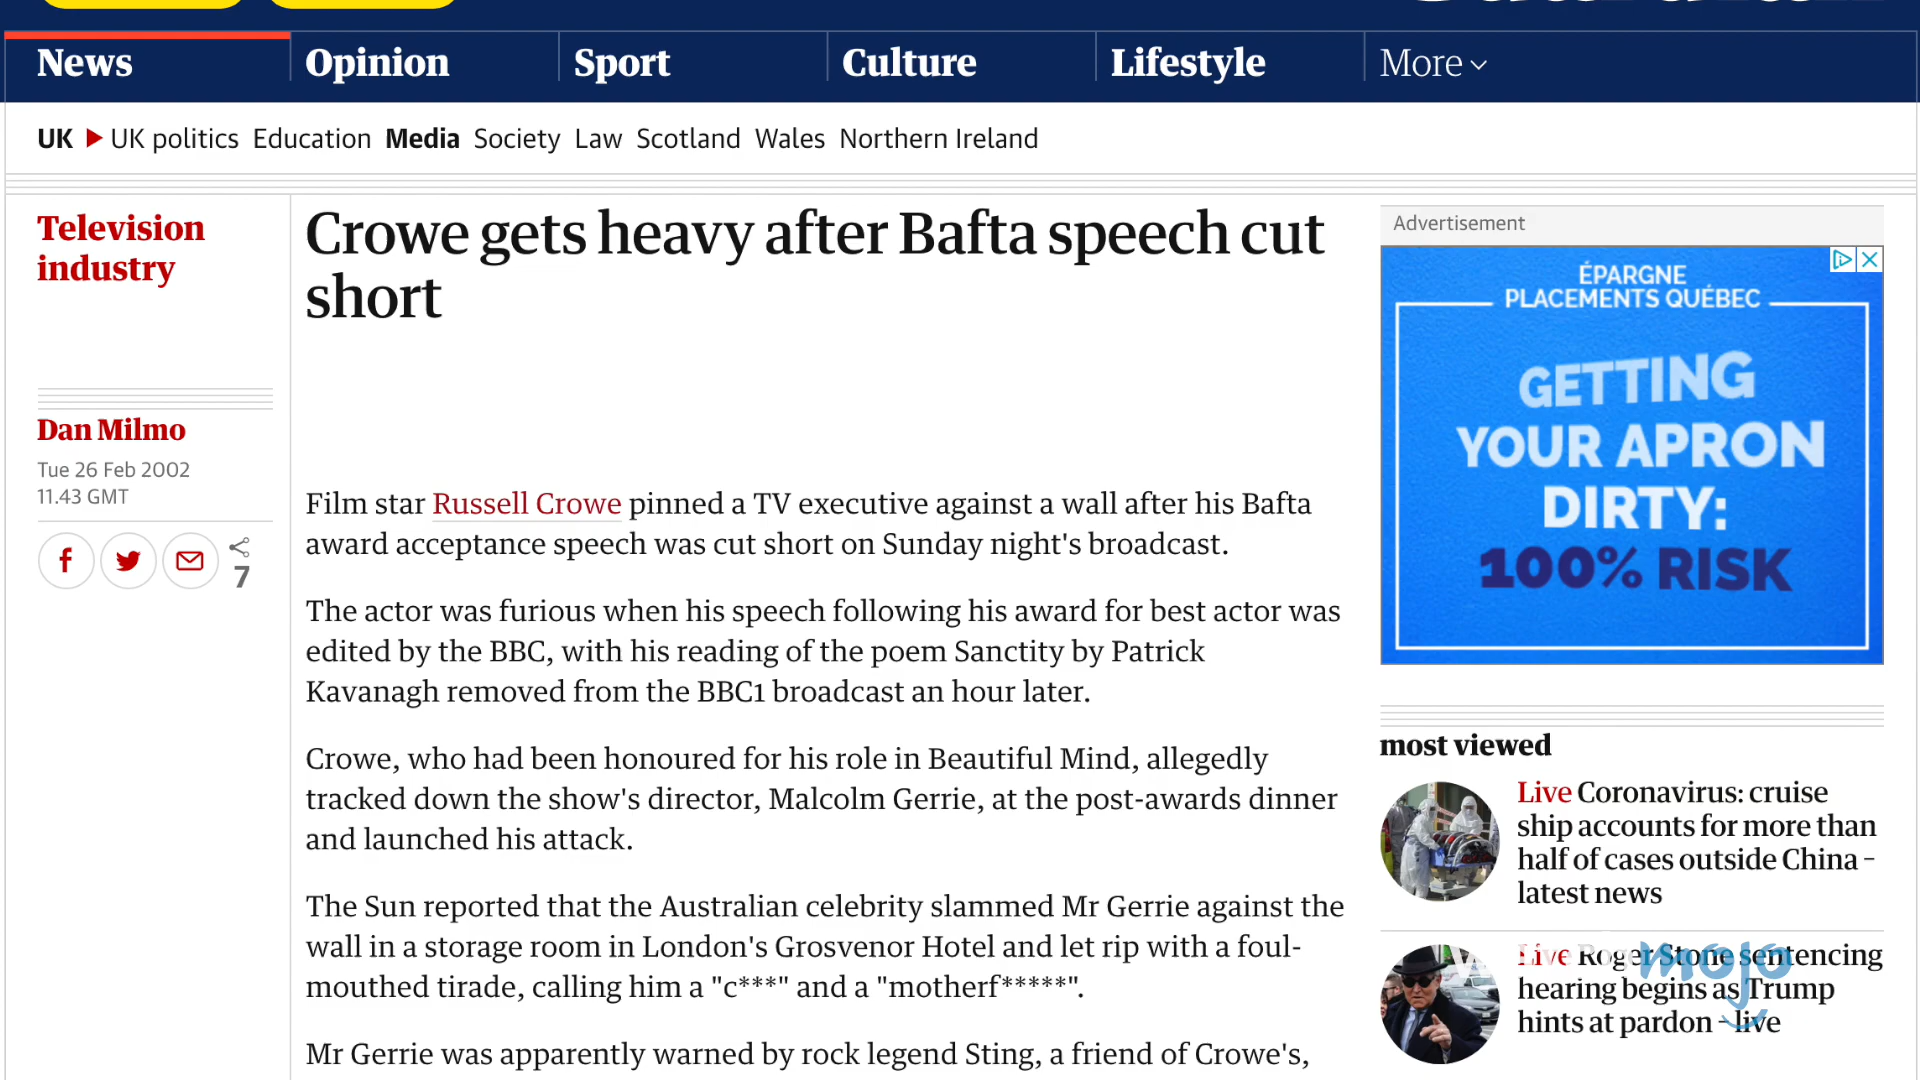 News Opinion Sport Culture Lifestyle More
UK UK politics Education Media Society Law Scotland Wales Northern Ireland
Television
industry
Dan Milmo
Tue 26 Feb 2002
11.43 GMT
7
Crowe gets heavy after Bafta speech cut
short
Film star Russell Crowe pinned a TV executive against a wall after his Bafta
award acceptance speech was cut short on Sunday night's broadcast.
The actor was furious when his speech following his award for best actor was
edited by the BBC, with his reading of the poem Sanctity by Patrick
Kavanagh removed from the BBC1 broadcast an hour later.
Crowe, who had been honoured for his role in Beautiful Mind, allegedly
tracked down the show's director, Malcolm Gerrie, at the post-awards dinner
and launched his attack.
The Sun reported that the Australian celebrity slammed Mr Gerrie against the
wall in a storage room in London's Grosvenor Hotel and let rip with a foul-
mouthed tirade, calling him a "c***" and a "motherf*****".
Mr Gerrie was apparently warned by rock legend Sting, a friend of Crowe's,
Advertisement
ÉPARGNE
PLACEMENTS QUÉBEC
GETTING
YOUR APRON
DIRTY:
100% RISK
most viewed
Live Coronavirus: cruise
ship accounts for more than
half of cases outside China –
latest news
Live Roger Stone sentencing
hearing begins as Trump
hints at pardon – live
mojo